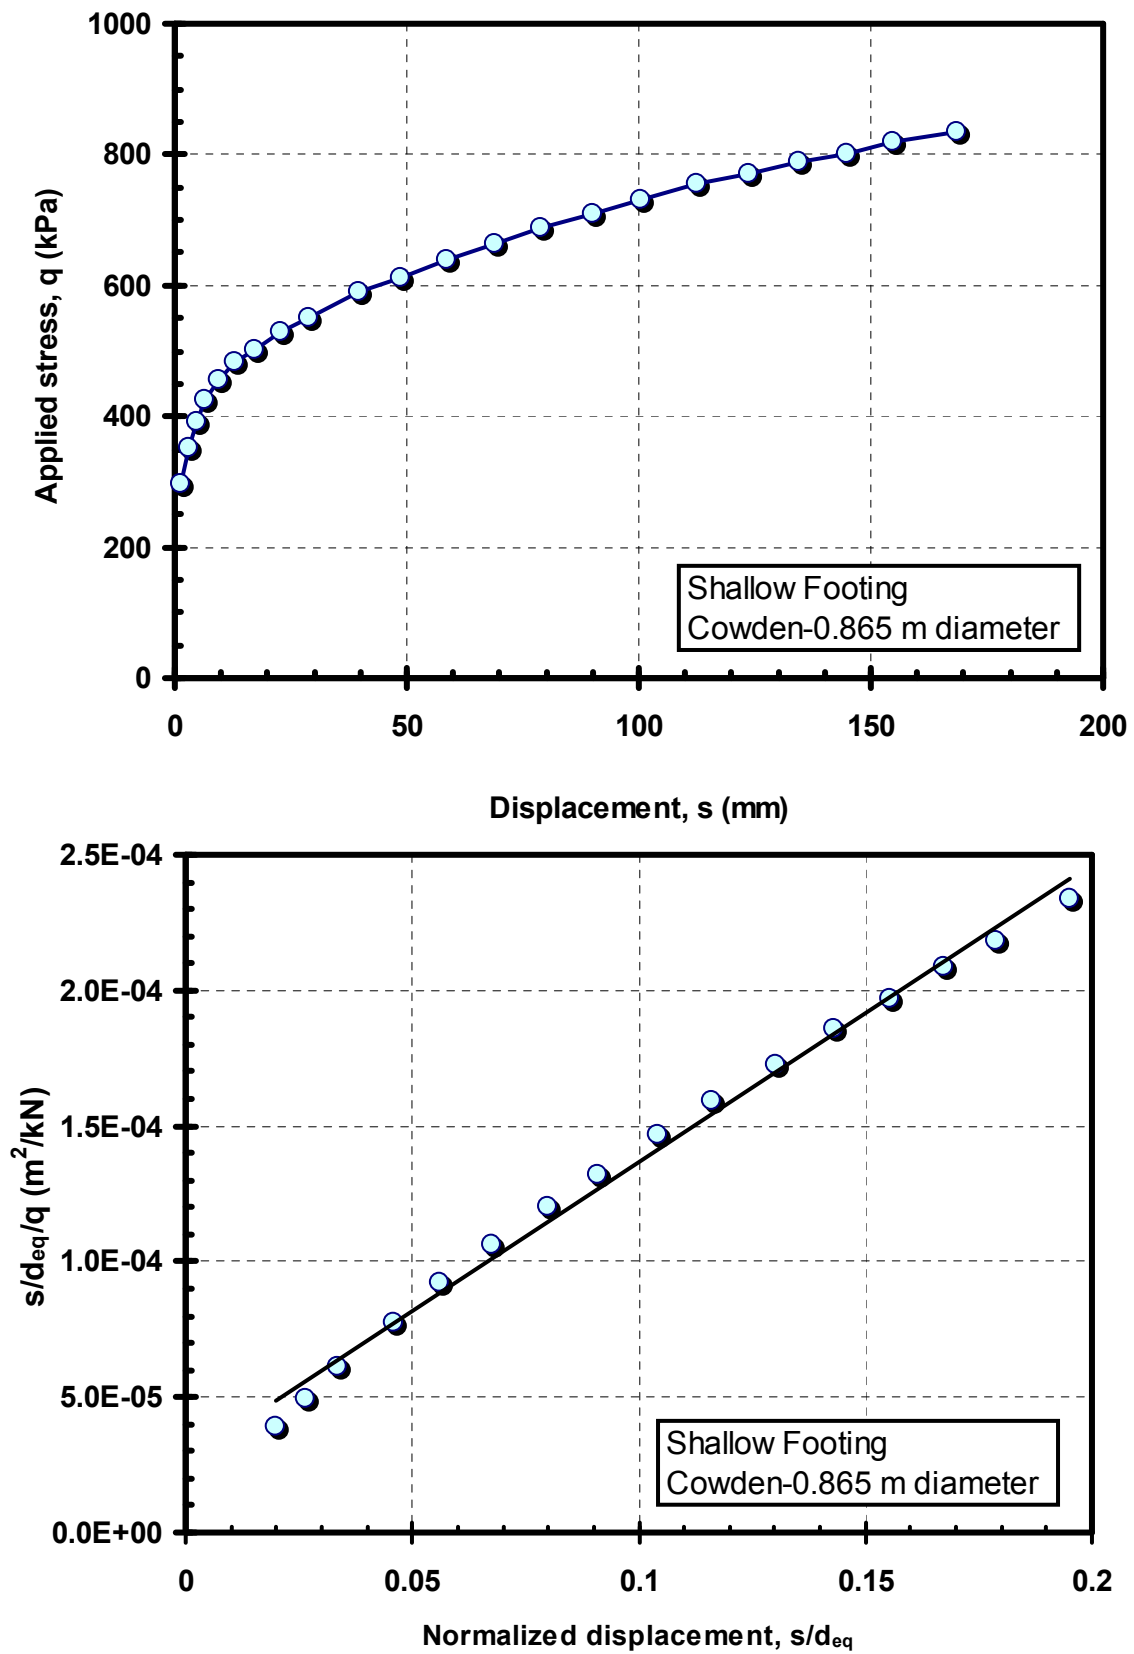 1000
800
600
400
200
0
Applied stress, q (kPa)
Shallow Footing
Cowden-0.865 m diameter
0 50 100 150 200
Displacement, s (mm)
2.5E-04
2.0E-04
1.5E-04
1.0E-04
5.0E-05
0.0E+00
s/deq/q (m²/kN)
Shallow Footing
Cowden-0.865 m diameter
0 0.05 0.1 0.15 0.2
Normalized displacement, s/deq